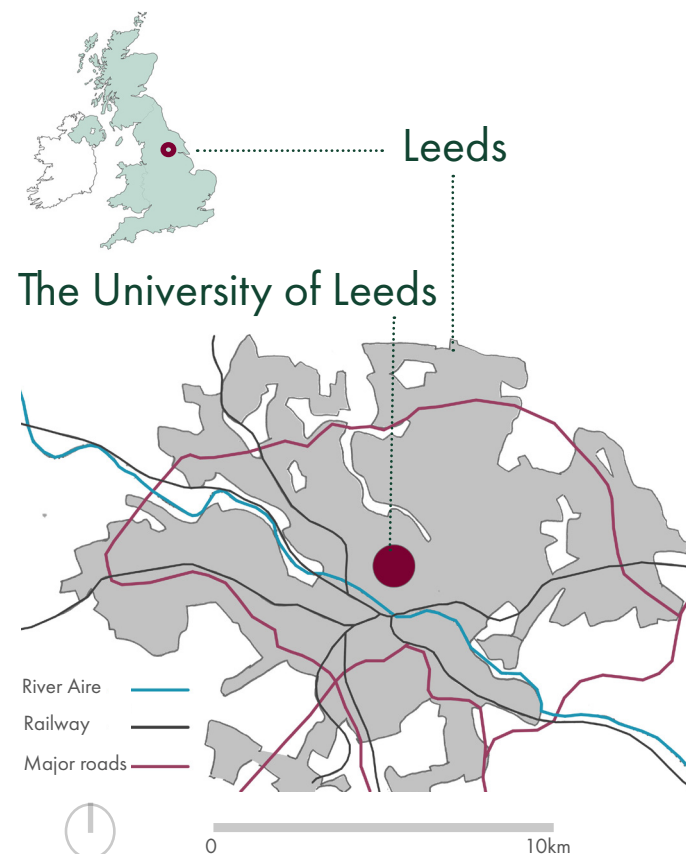 Leeds
The University of Leeds
River Aire
Railway
Major roads
0 10km